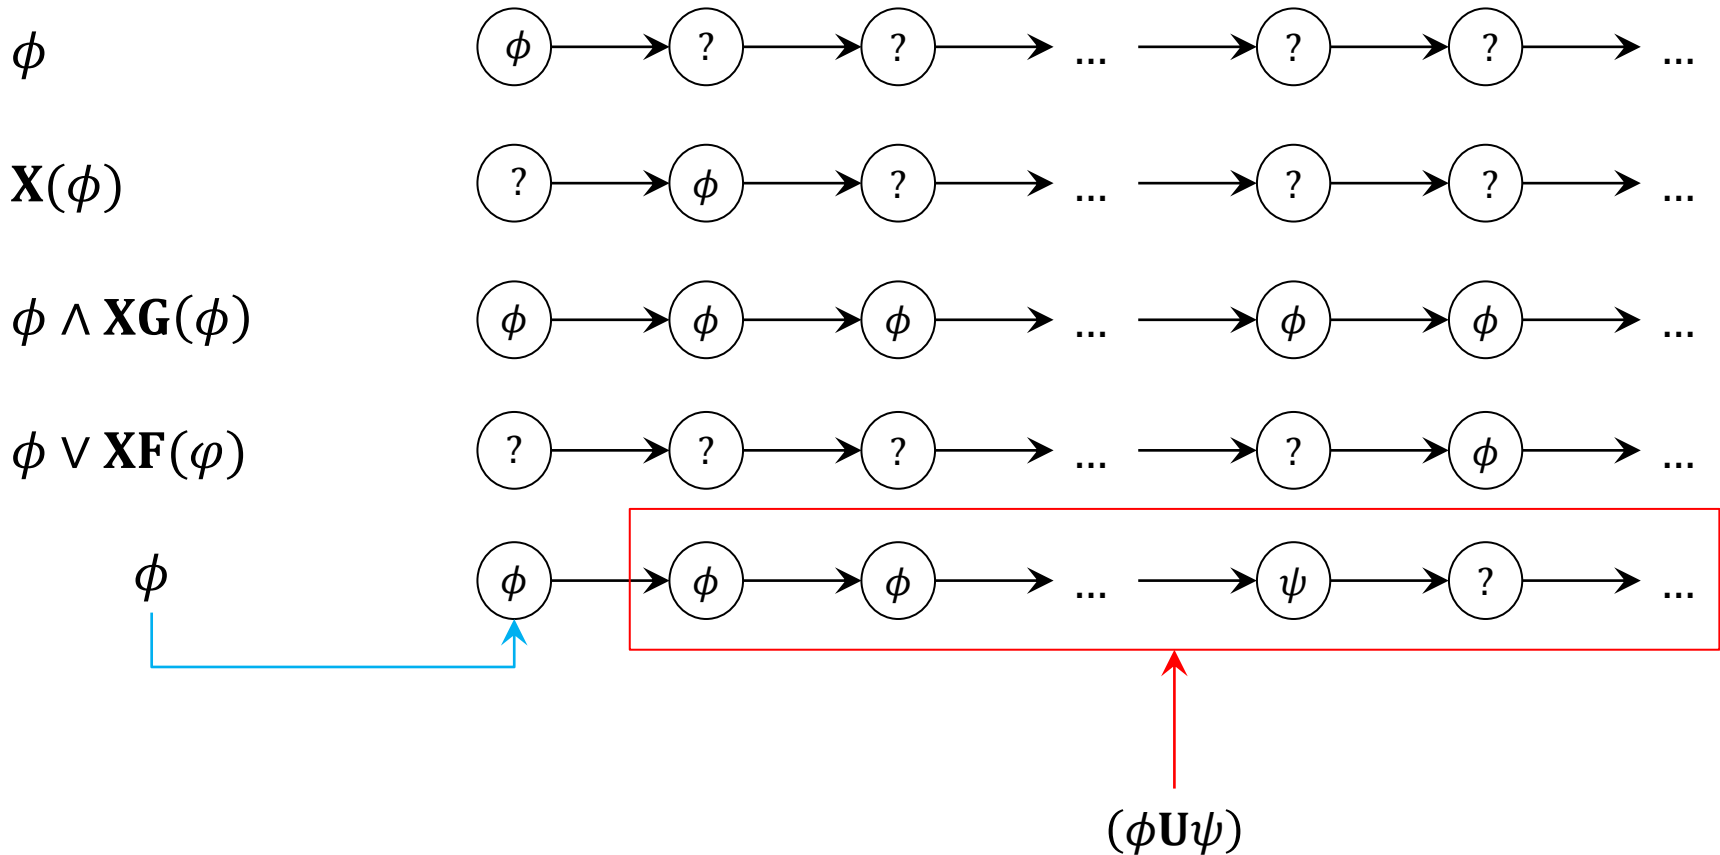 ϕ ϕ ? ? ... ? ? ...
𝐗(ϕ) ? ϕ ? ... ? ? ...
ϕ ∧ 𝐗𝐆(ϕ) ϕ ϕ ϕ ... ϕ ϕ ...
ϕ ∨ 𝐗𝐅(φ) ? ? ? ... ? ϕ ...
ϕ ϕ ϕ ϕ ... ψ ? ...
(ϕ𝐔ψ)